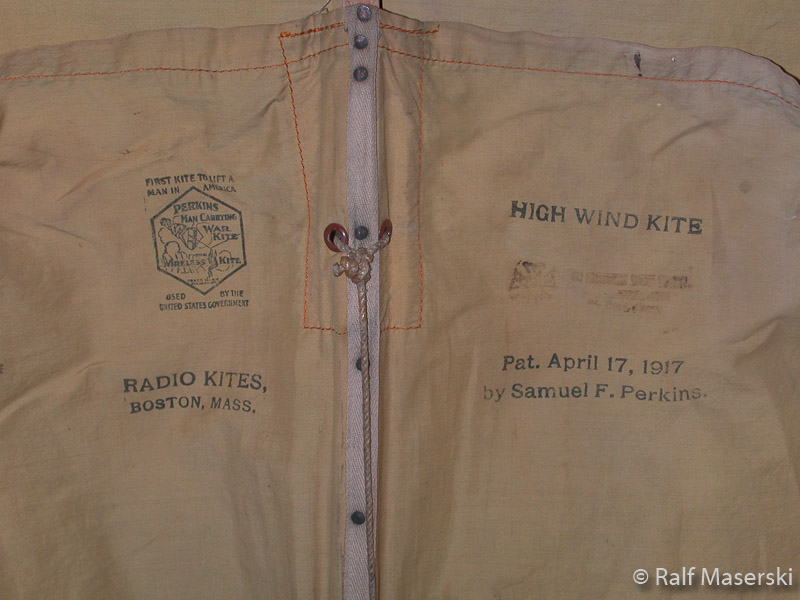 FIRST KITE TO LIFT A
MAN IN AMERICA
PERKINS
MAN CARRYING
WAR
KITE
WIRELESS KITE
USED BY THE
UNITED STATES GOVERNMENT
RADIO KITES,
BOSTON, MASS.
HIGH WIND KITE
Pat. April 17, 1917
by Samuel F. Perkins.
© Ralf Maserski